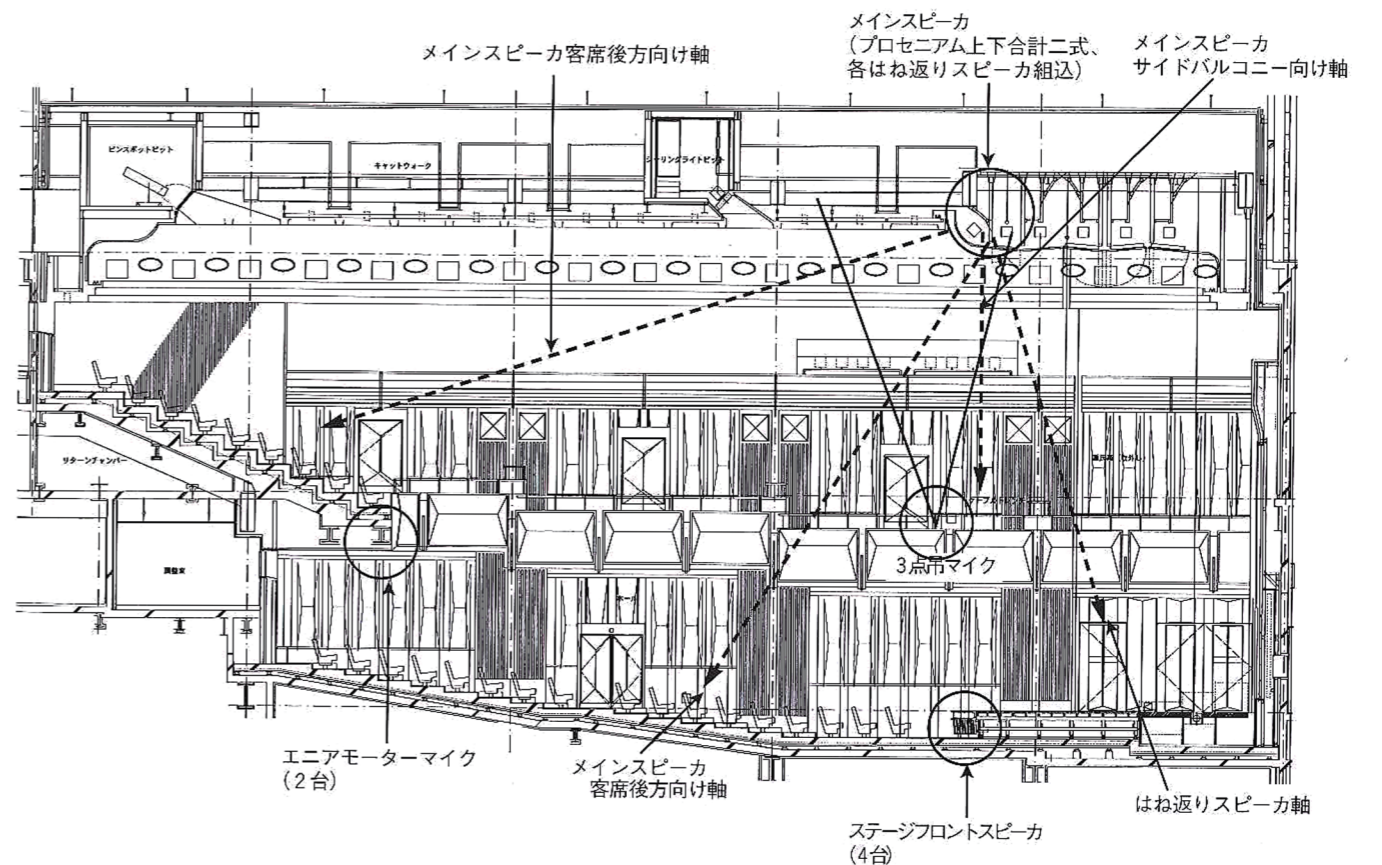 メインスピーカ
(プロセニアム上下合計二式、
各はね返りスピーカ組込)
メインスピーカ
サイドバルコニー向け軸
メインスピーカ客席後方向け軸
ピンスポットピット
キャットウォーク
シーリングライトピット
リターンチャンバー
調整室
ホール
3点吊マイク
エニアモーターマイク
(2台)
メインスピーカ
客席後方向け軸
ステージフロントスピーカ
(4台)
はね返りスピーカ軸